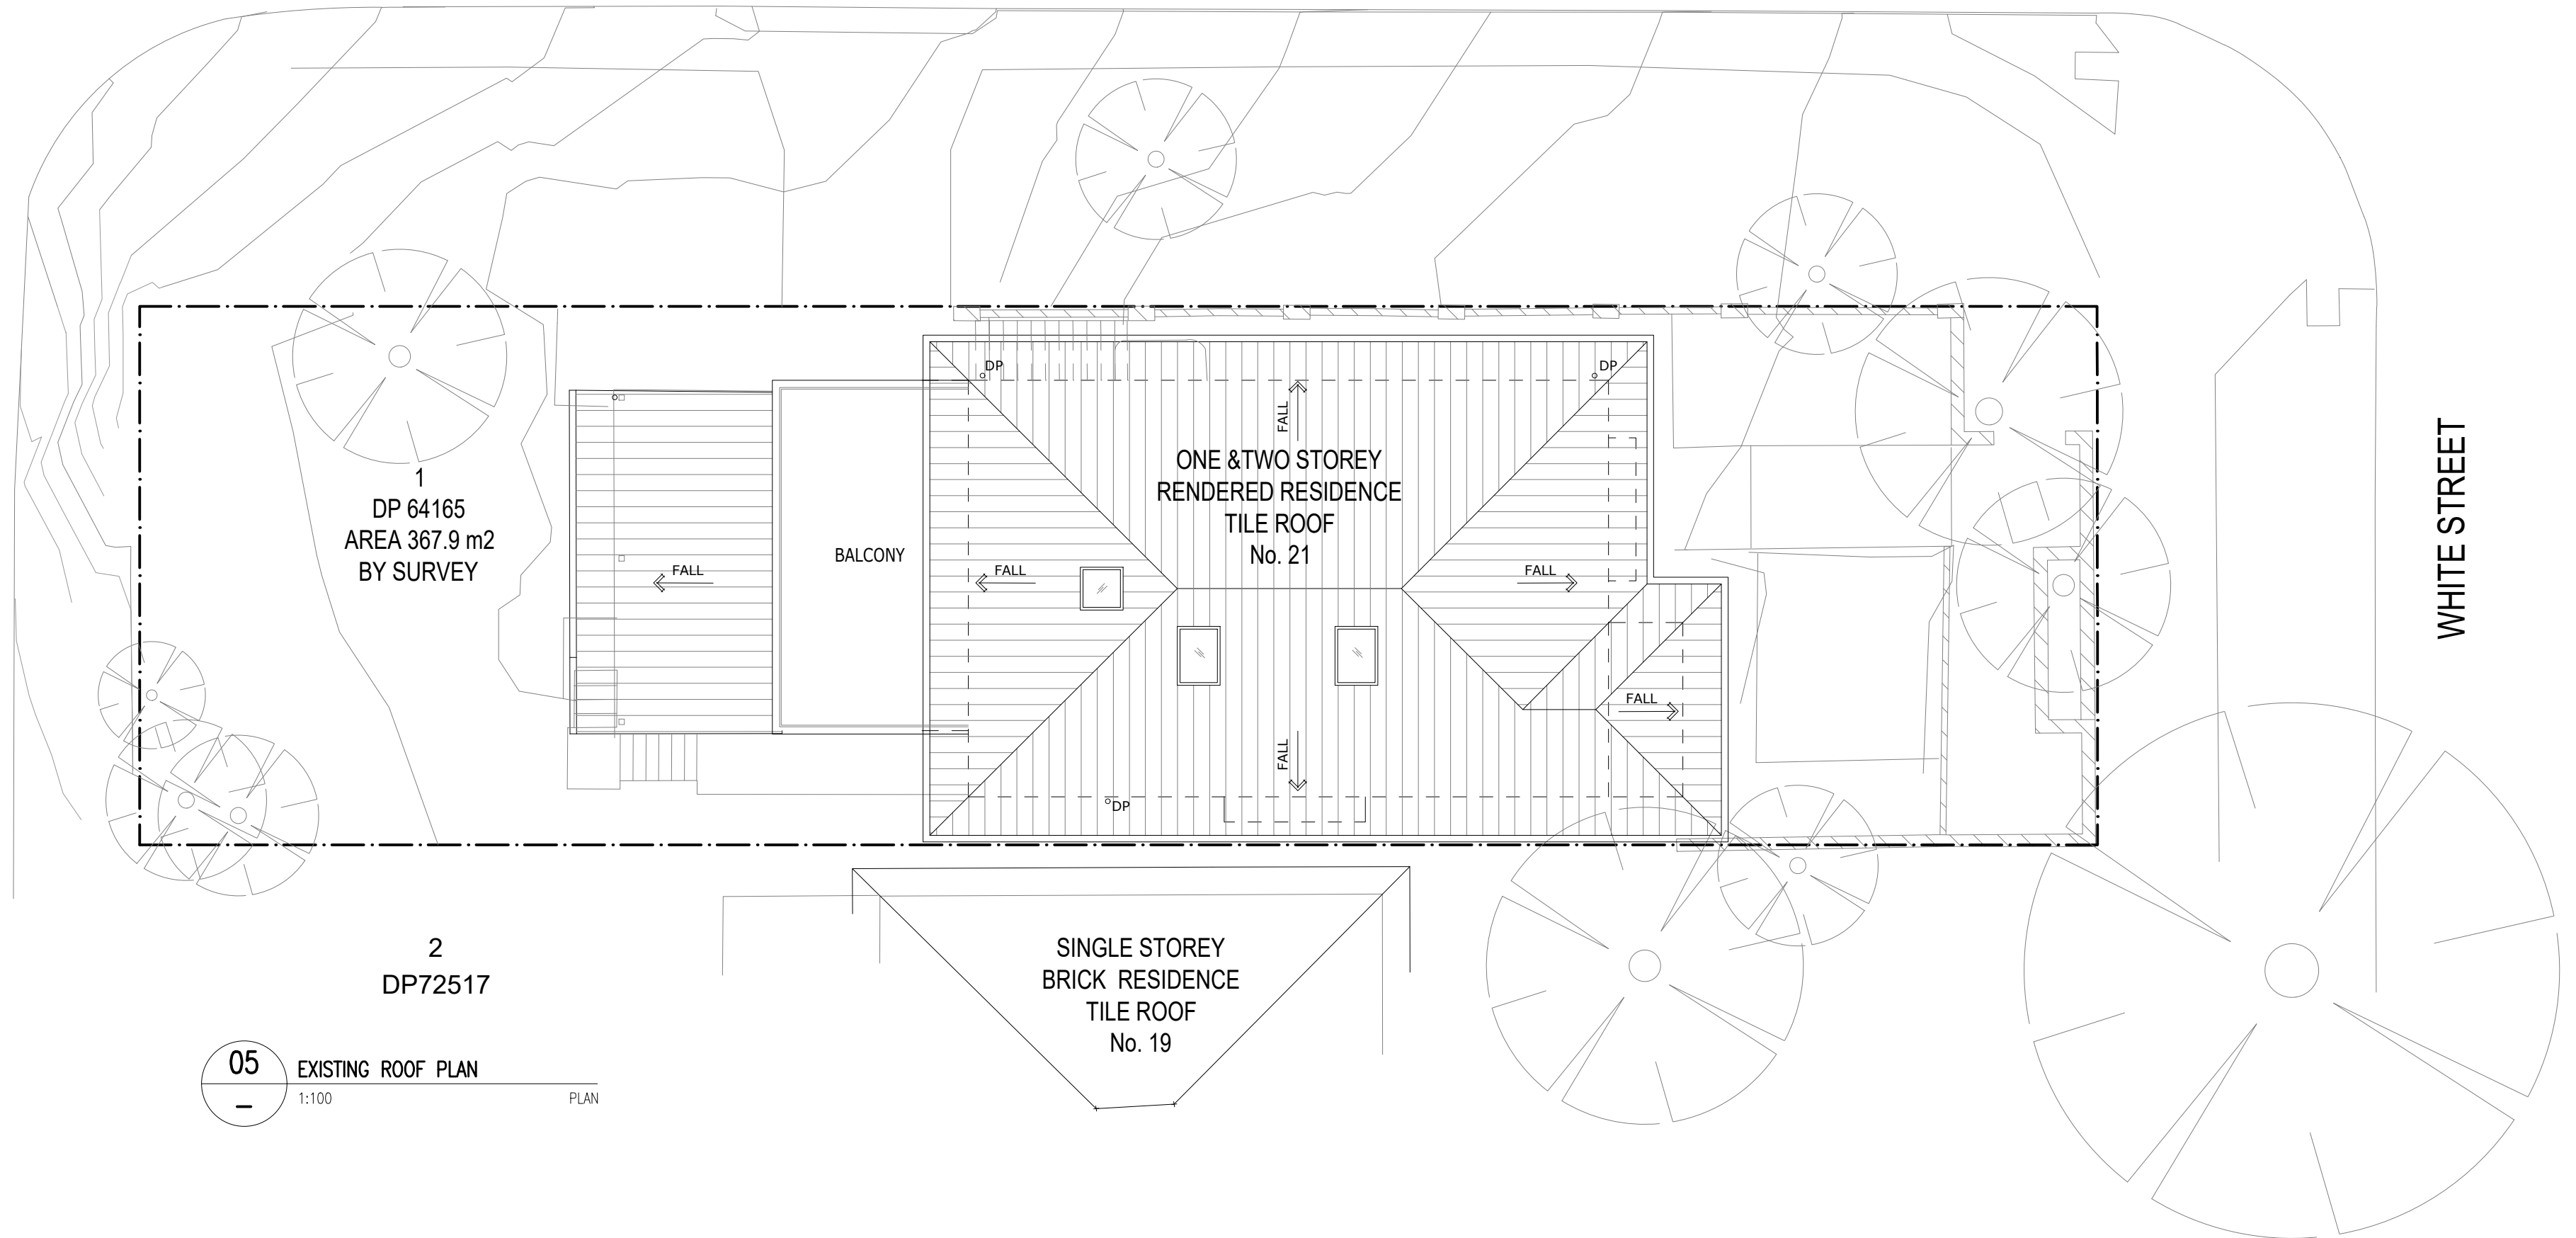 DP
DP
FALL
ONE &TWO STOREY
RENDERED RESIDENCE
TILE ROOF
No. 21
1
DP 64165
AREA 367.9 m2
BY SURVEY
BALCONY
FALL
FALL
FALL
FALL
FALL
DP
WHITE STREET
2
DP72517
SINGLE STOREY
BRICK RESIDENCE
TILE ROOF
No. 19
05
–
EXISTING ROOF PLAN
1:100
PLAN